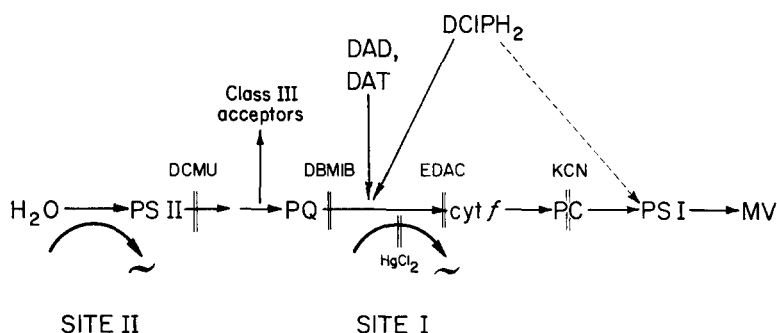 DCIPH₂
DAD,
DAT
Class III
acceptors
DCMU
DBMIB
EDAC
KCN
H₂O PS II PQ cyt f PC PS I MV
~ HgCl₂ ~
SITE II SITE I